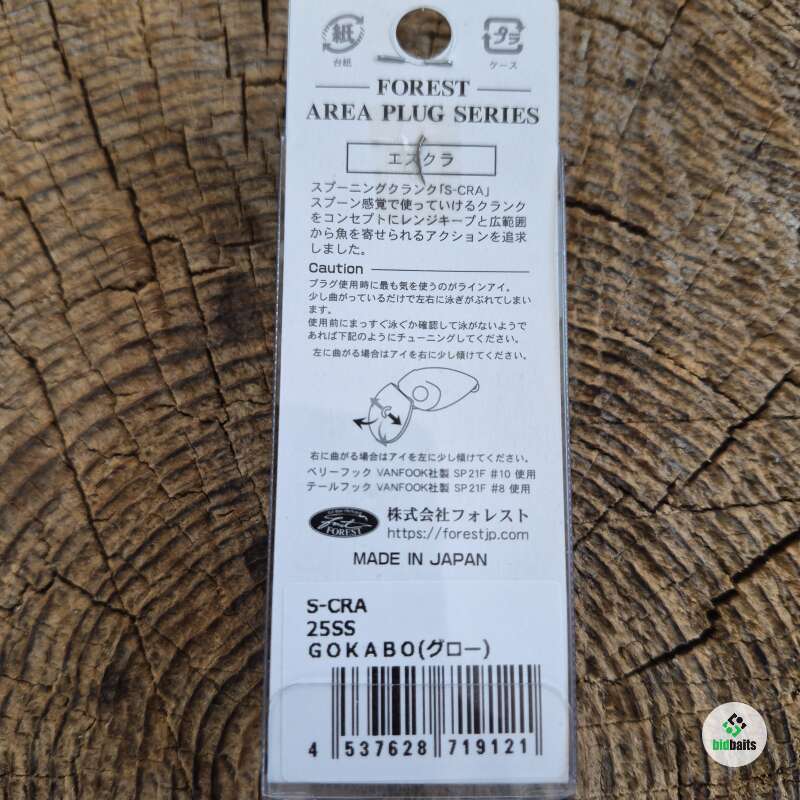 紙
プラ
台紙
ケース
FOREST
AREA PLUG SERIES
エスクラ
スプーニングクランク「S-CRA」
スプーン感覚で使っていけるクランク
をコンセプトにレンジキープと広範囲
から魚を寄せられるアクションを追求
しました。
Caution
プラグ使用時に最も気を使うのがラインアイ。
少し曲がっているだけで左右に泳ぎがぶれてしまい
ます。
使用前にまっすぐ泳ぐか確認して泳がないようで
あれば下記のようにチューニングしてください。
左に曲がる場合はアイを右に少し傾けてください。
右に曲がる場合はアイを左に少し傾けてください。
ベリーフック VANFOOK社製 SP21F #10 使用
テールフック VANFOOK社製 SP21F #8 使用
FOREST
株式会社フォレスト
https://forestjp.com
MADE IN JAPAN
S-CRA
25SS
GOKABO(グロー)
4 537628 719121
bidbaits